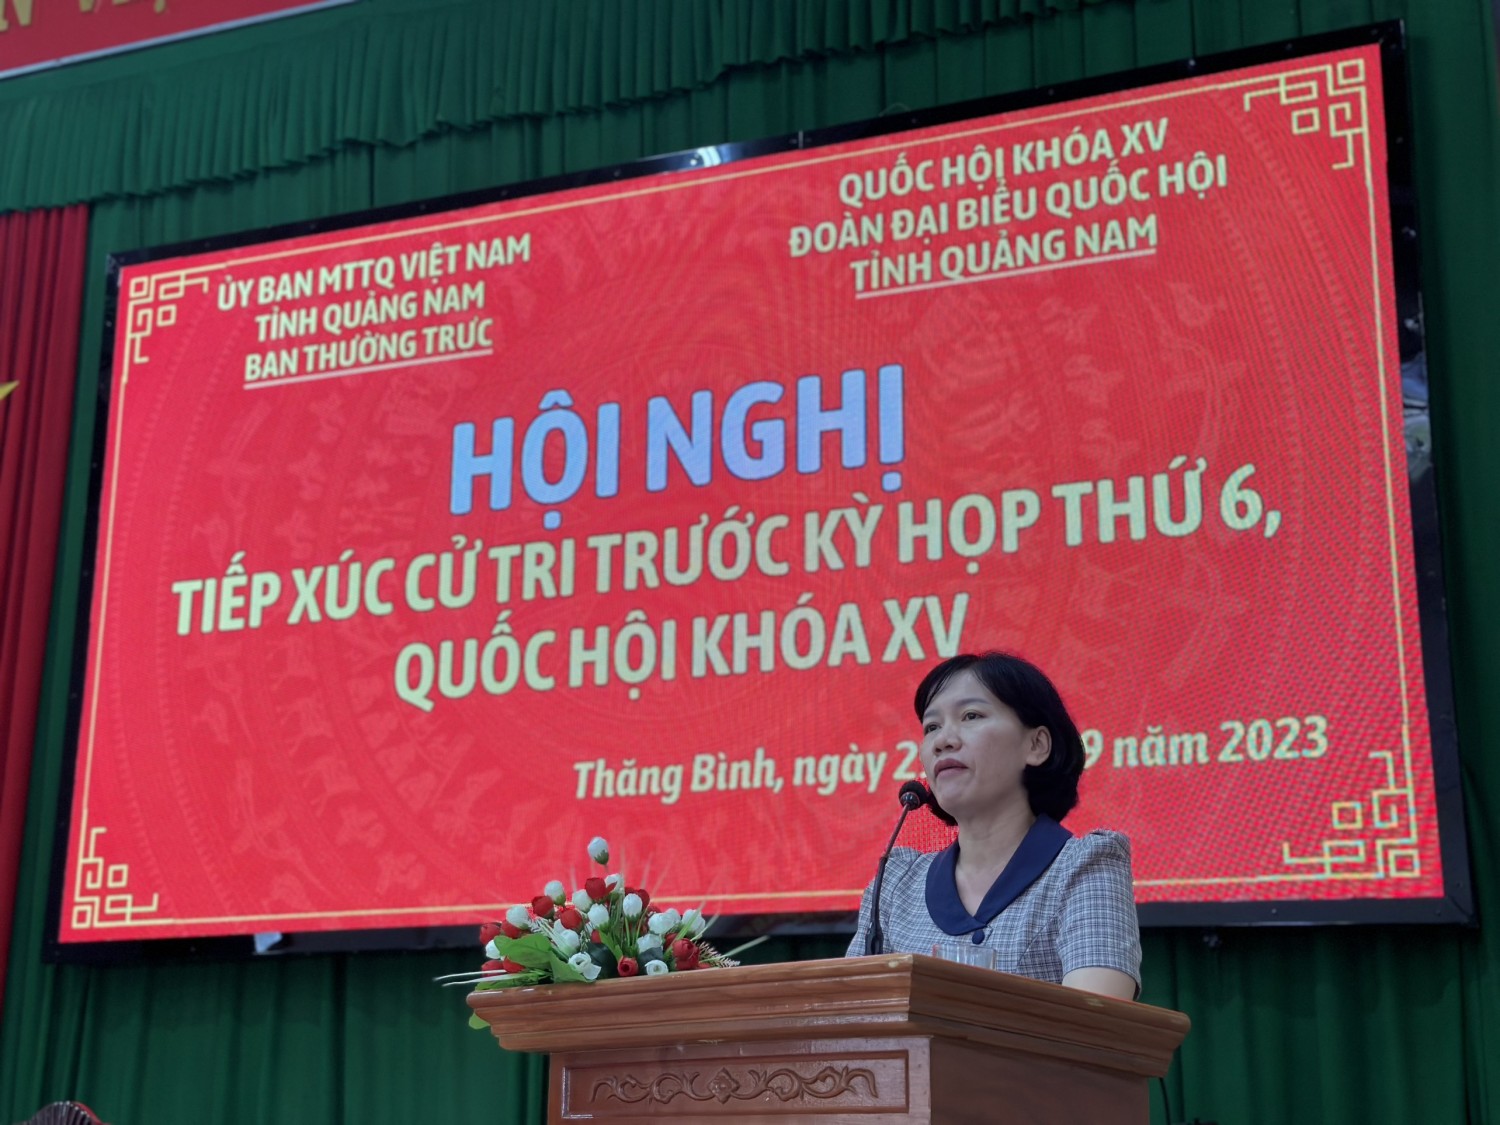 ỦY BAN MTTQ VIỆT NAM
TỈNH QUẢNG NAM
BAN THƯỜNG TRƯC
QUỐC HỘI KHÓA XV
ĐOÀN ĐẠI BIỂU QUỐC HỘI
TỈNH QUẢNG NAM
HỘI NGHỊ
TIẾP XÚC CỬ TRI TRƯỚC KỲ HỌP THỨ 6,
QUỐC HỘI KHÓA XV
Thăng Bình, ngày 9 năm 2023